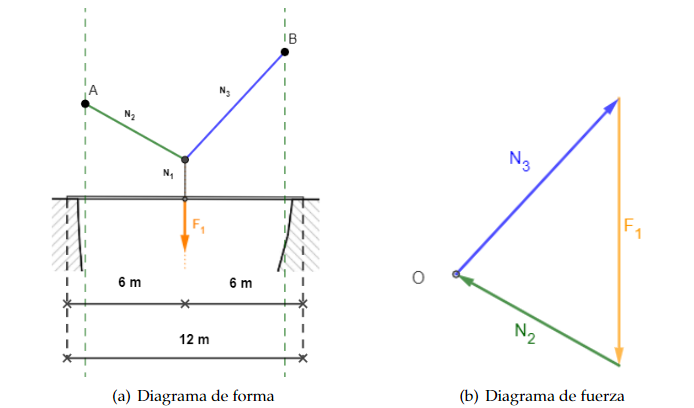 B
A
N3
N2
N1
F1
6 m
6 m
12 m
(a) Diagrama de forma
N3
F1
O
N2
(b) Diagrama de fuerza